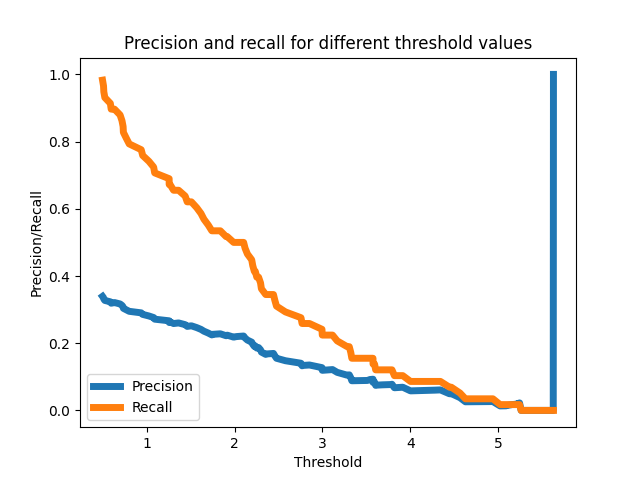 Precision and recall for different threshold values
1.0
0.8
0.6
0.4
0.2
0.0
Precision/Recall
Precision
Recall
1 2 3 4 5
Threshold